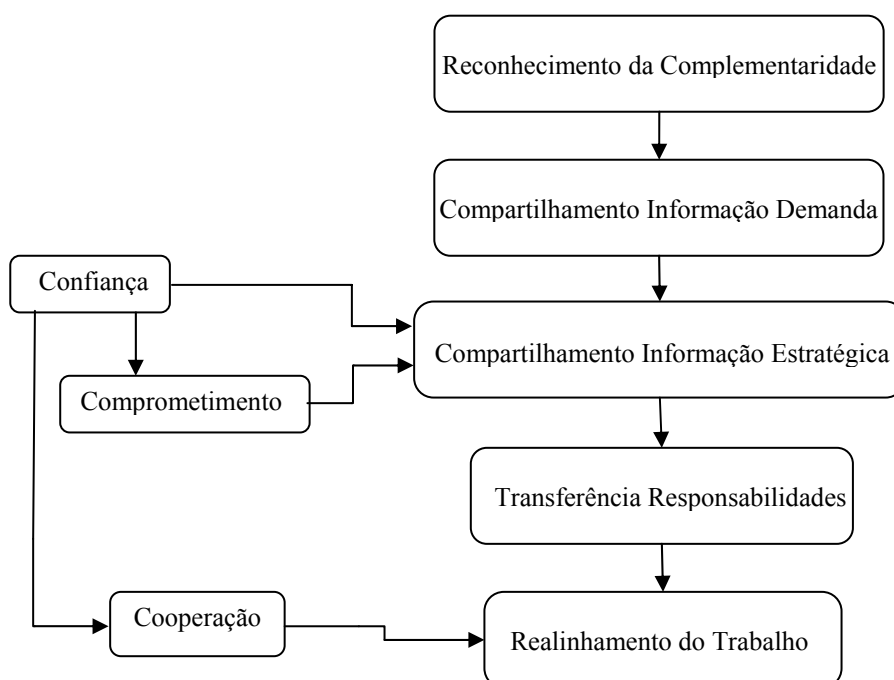 Reconhecimento da Complementaridade
Compartilhamento Informação Demanda
Confiança
Compartilhamento Informação Estratégica
Comprometimento
Transferência Responsabilidades
Cooperação
Realinhamento do Trabalho